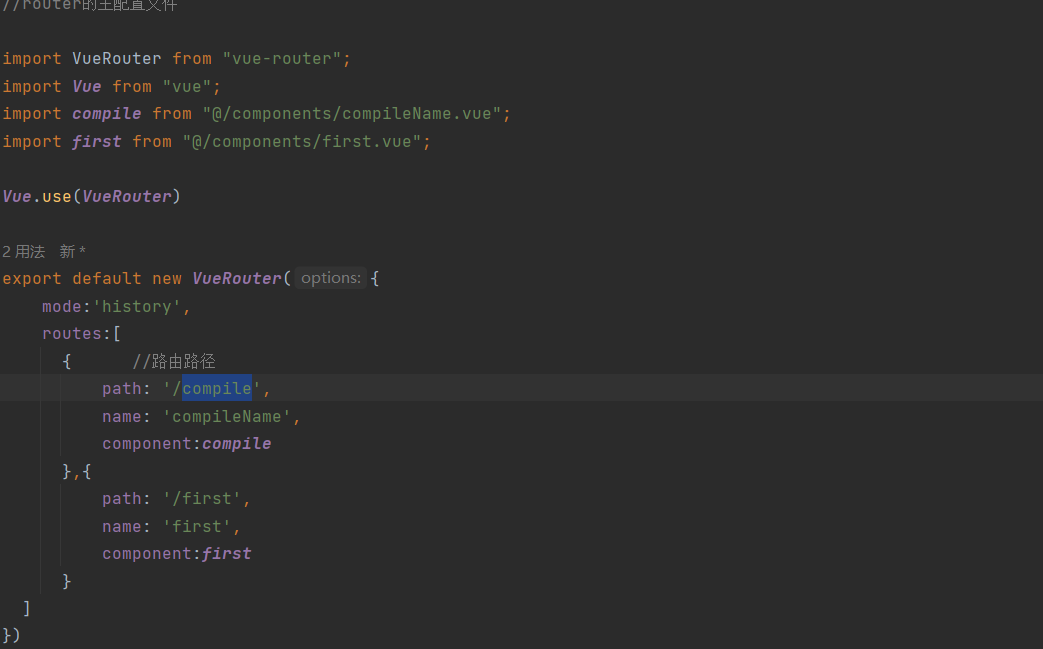 //router的主配置文件
import VueRouter from "vue-router";
import Vue from "vue";
import compile from "@/components/compileName.vue";
import first from "@/components/first.vue";
Vue.use(VueRouter)
2 用法 新 *
export default new VueRouter( options: {
mode:'history',
routes:[
{ //路由路径
path: '/compile',
name: 'compileName',
component:compile
},{
path: '/first',
name: 'first',
component:first
}
]
})